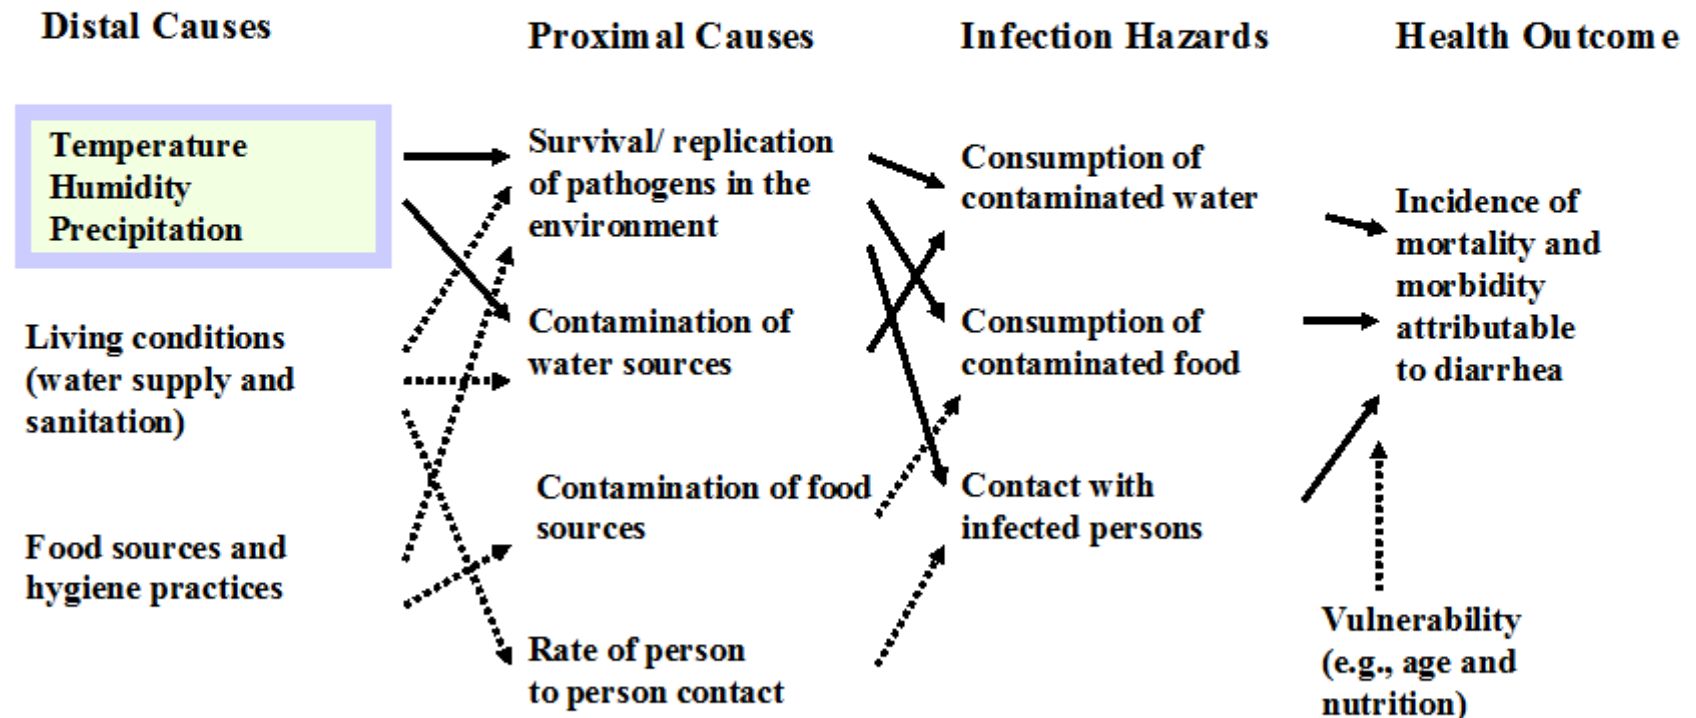 Distal Causes
Proximal Causes
Infection Hazards
Health Outcome
Temperature
Humidity
Precipitation
Living conditions
(water supply and
sanitation)
Food sources and
hygiene practices
Survival/ replication
of pathogens in the
environment
Contamination of
water sources
Contamination of food
sources
Rate of person
to person contact
Consumption of
contaminated water
Consumption of
contaminated food
Contact with
infected persons
Incidence of
mortality and
morbidity
attributable
to diarrhea
Vulnerability
(e.g., age and
nutrition)